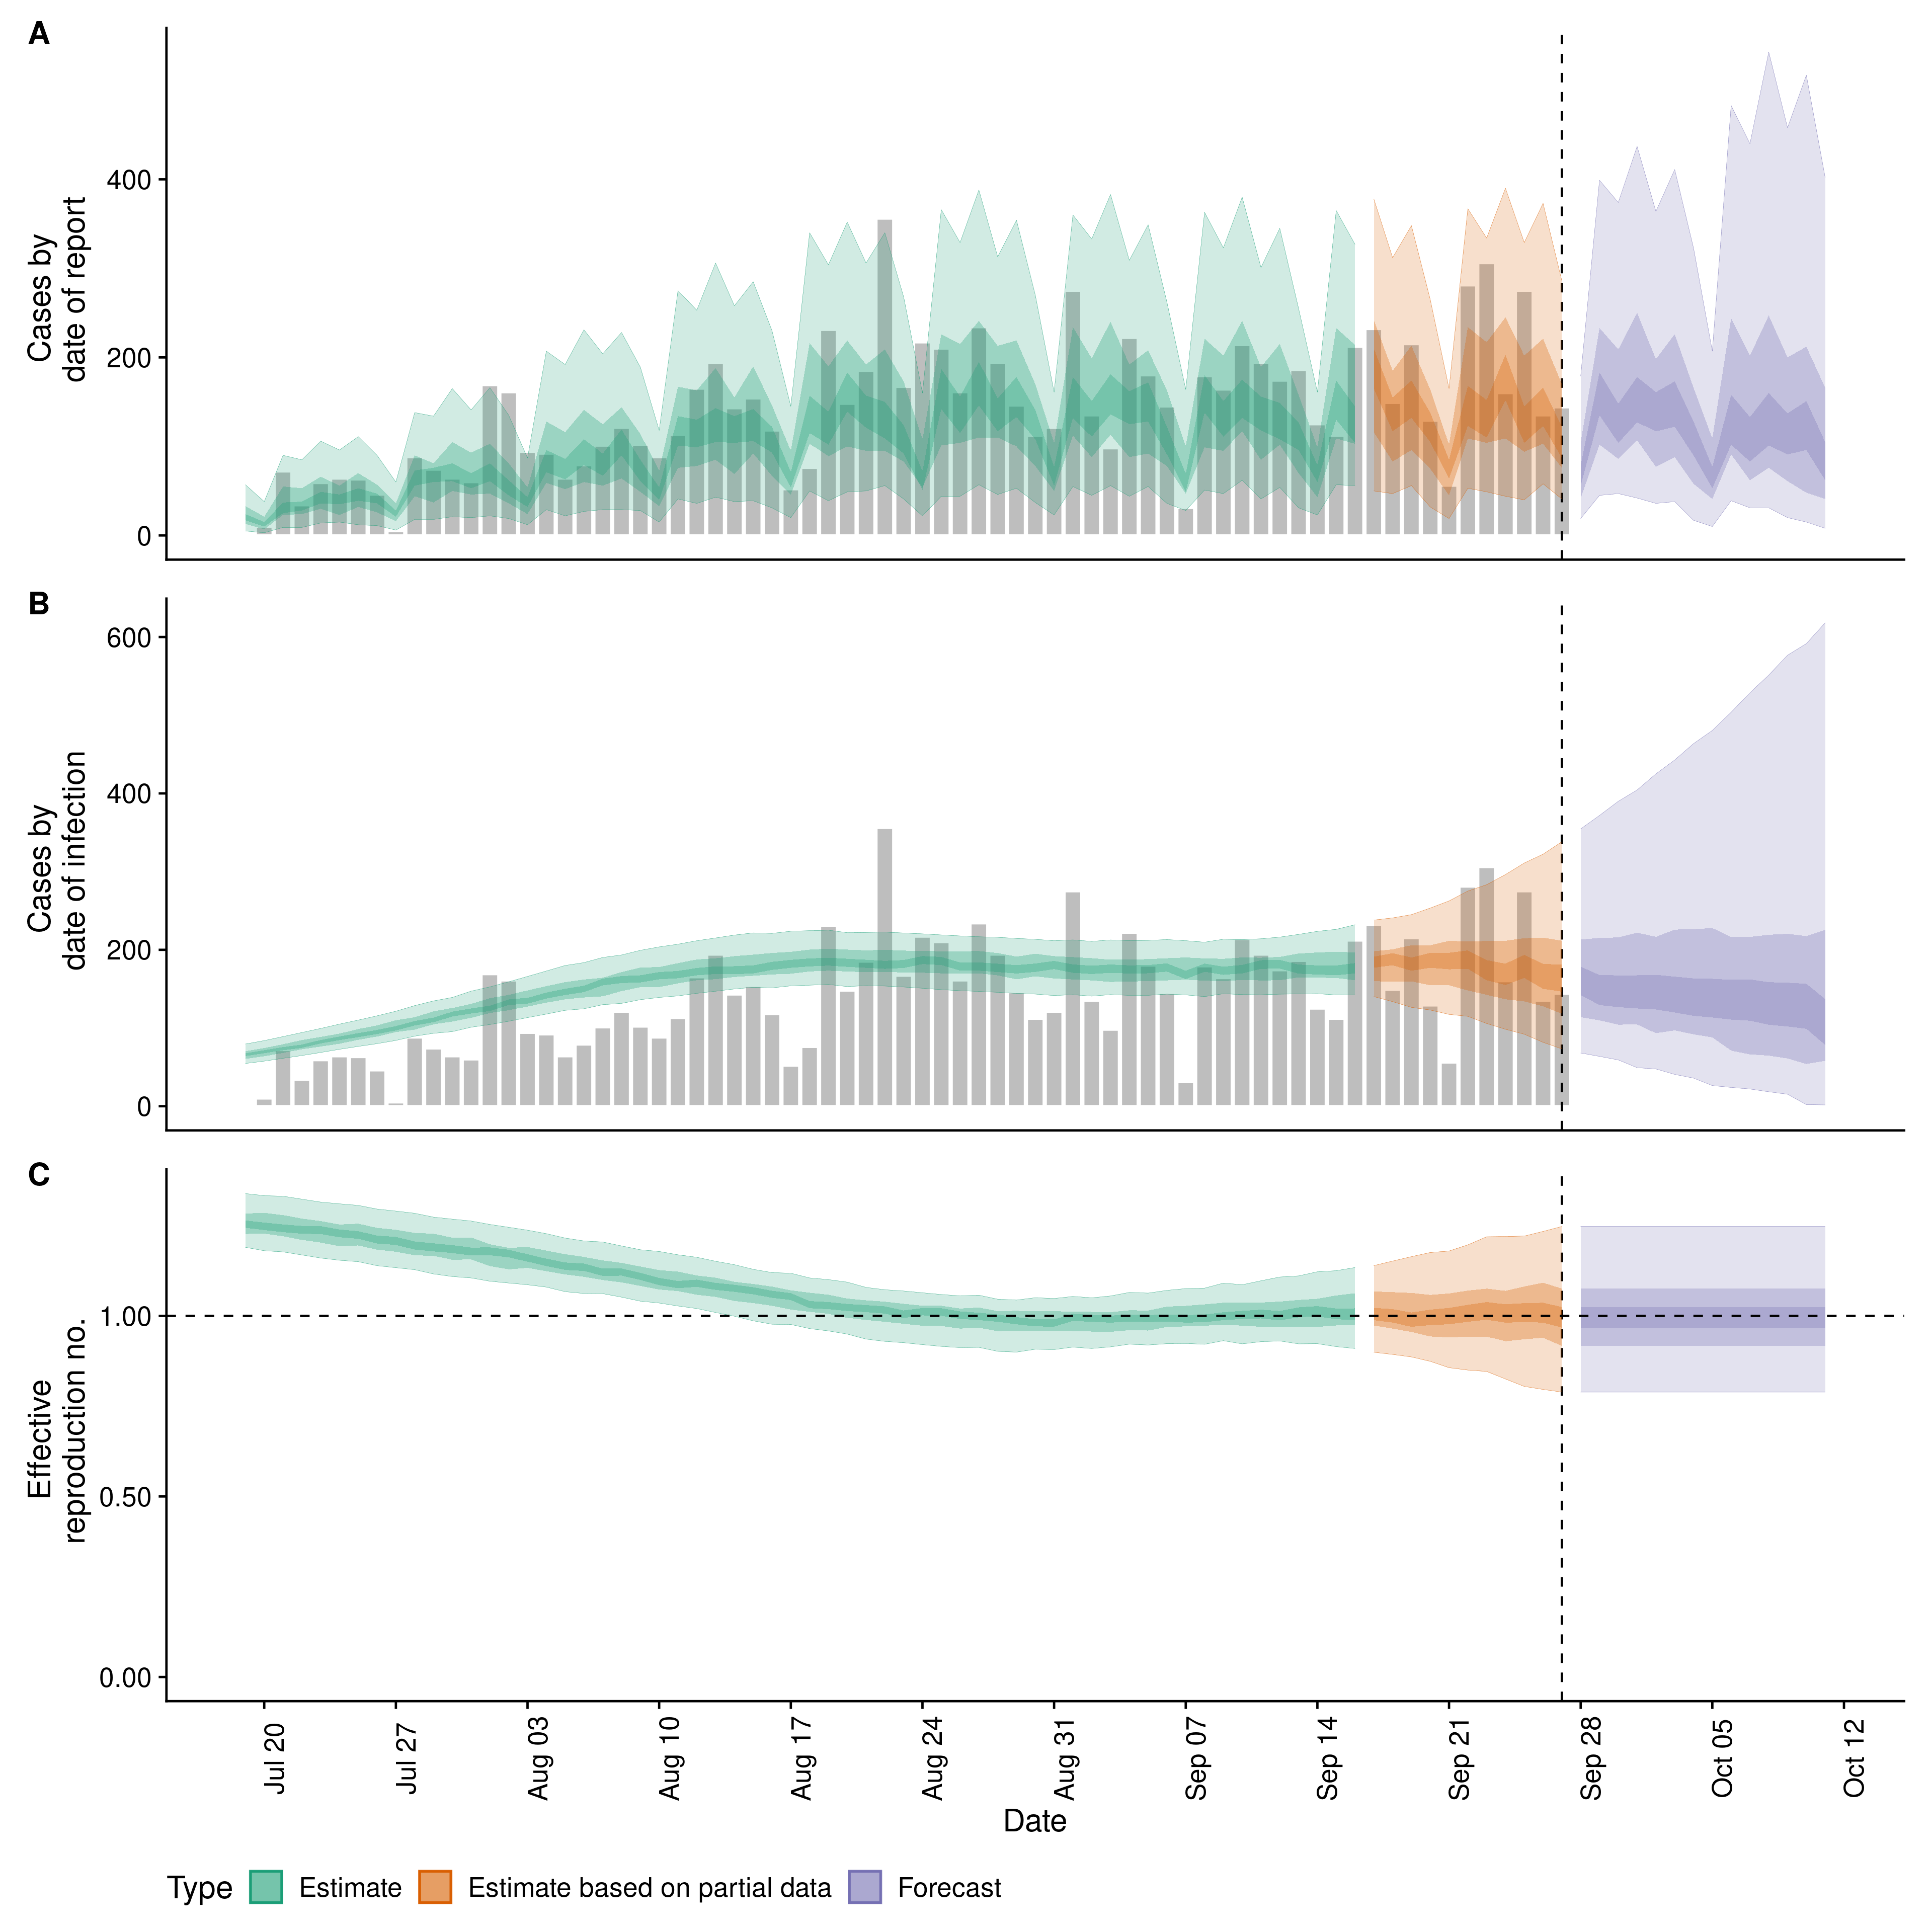 A
Cases by
date of report
400
200
0
B
Cases by
date of infection
600
400
200
0
C
Effective
reproduction no.
1.00
0.50
0.00
Jul 20
Jul 27
Aug 03
Aug 10
Aug 17
Aug 24
Aug 31
Sep 07
Sep 14
Sep 21
Sep 28
Oct 05
Oct 12
Date
Type Estimate Estimate based on partial data Forecast